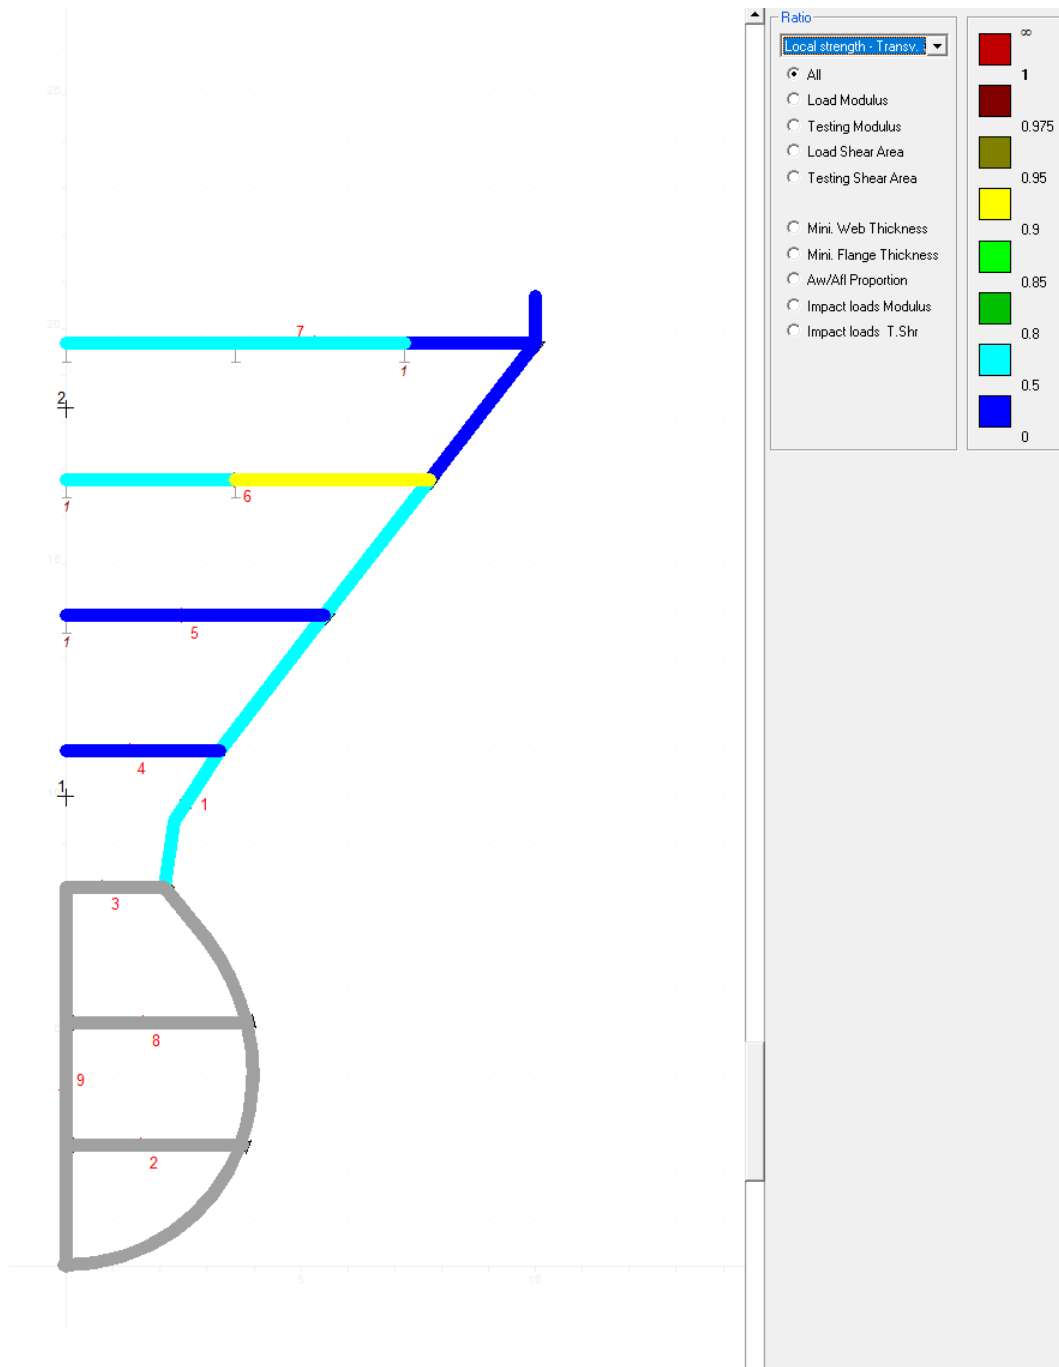 Ratio
Local strength - Transv. s
All
Load Modulus
Testing Modulus
Load Shear Area
Testing Shear Area
Mini. Web Thickness
Mini. Flange Thickness
Aw/Afl Proportion
Impact loads Modulus
Impact loads T.Shr
∞
1
0.975
0.95
0.9
0.85
0.8
0.5
0
25
20
7
1
2
6
1
15
5
1
4
1
1
3
8
9
2
5
10